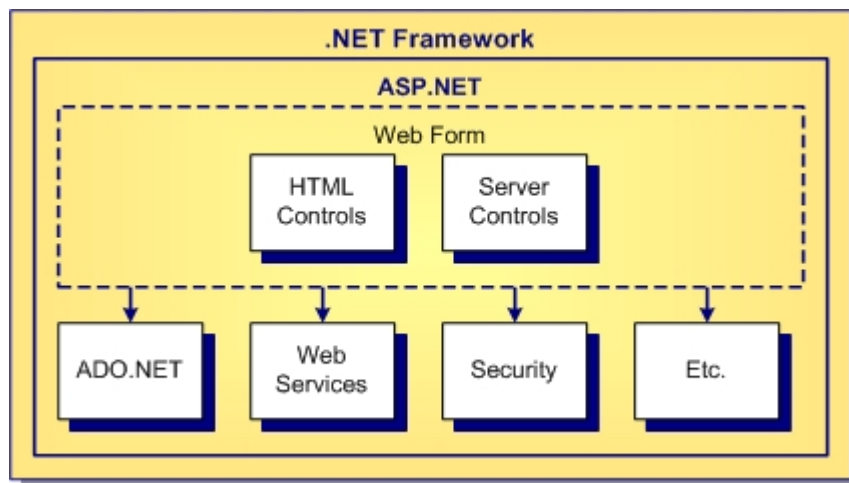 .NET Framework
ASP.NET
Web Form
HTML
Controls
Server
Controls
ADO.NET
Web
Services
Security
Etc.